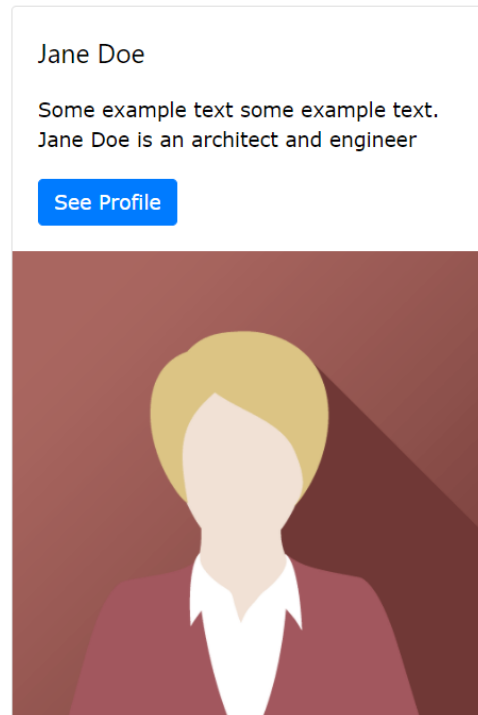 Jane Doe
Some example text some example text.
Jane Doe is an architect and engineer
See Profile